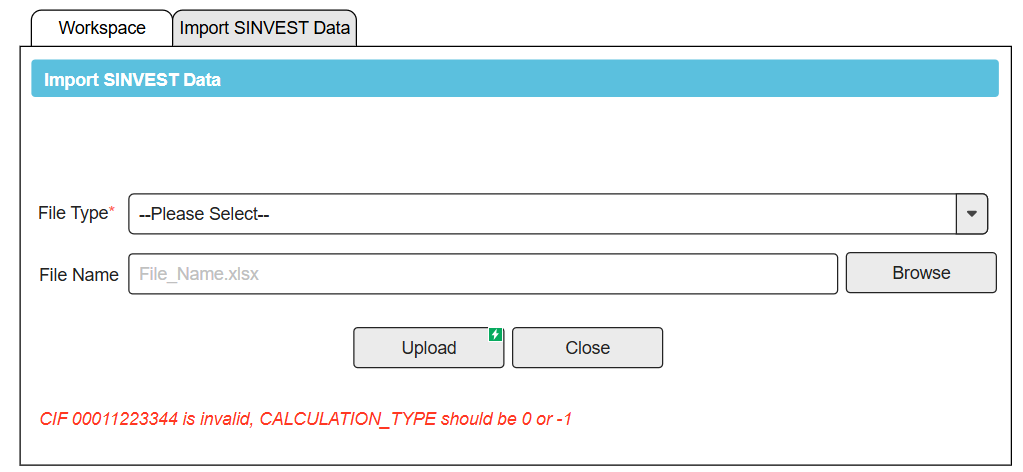 Workspace
Import SINVEST Data
Import SINVEST Data
File Type*
--Please Select--
File Name
File_Name.xlsx
Browse
Upload
Close
CIF 00011223344 is invalid, CALCULATION_TYPE should be 0 or -1